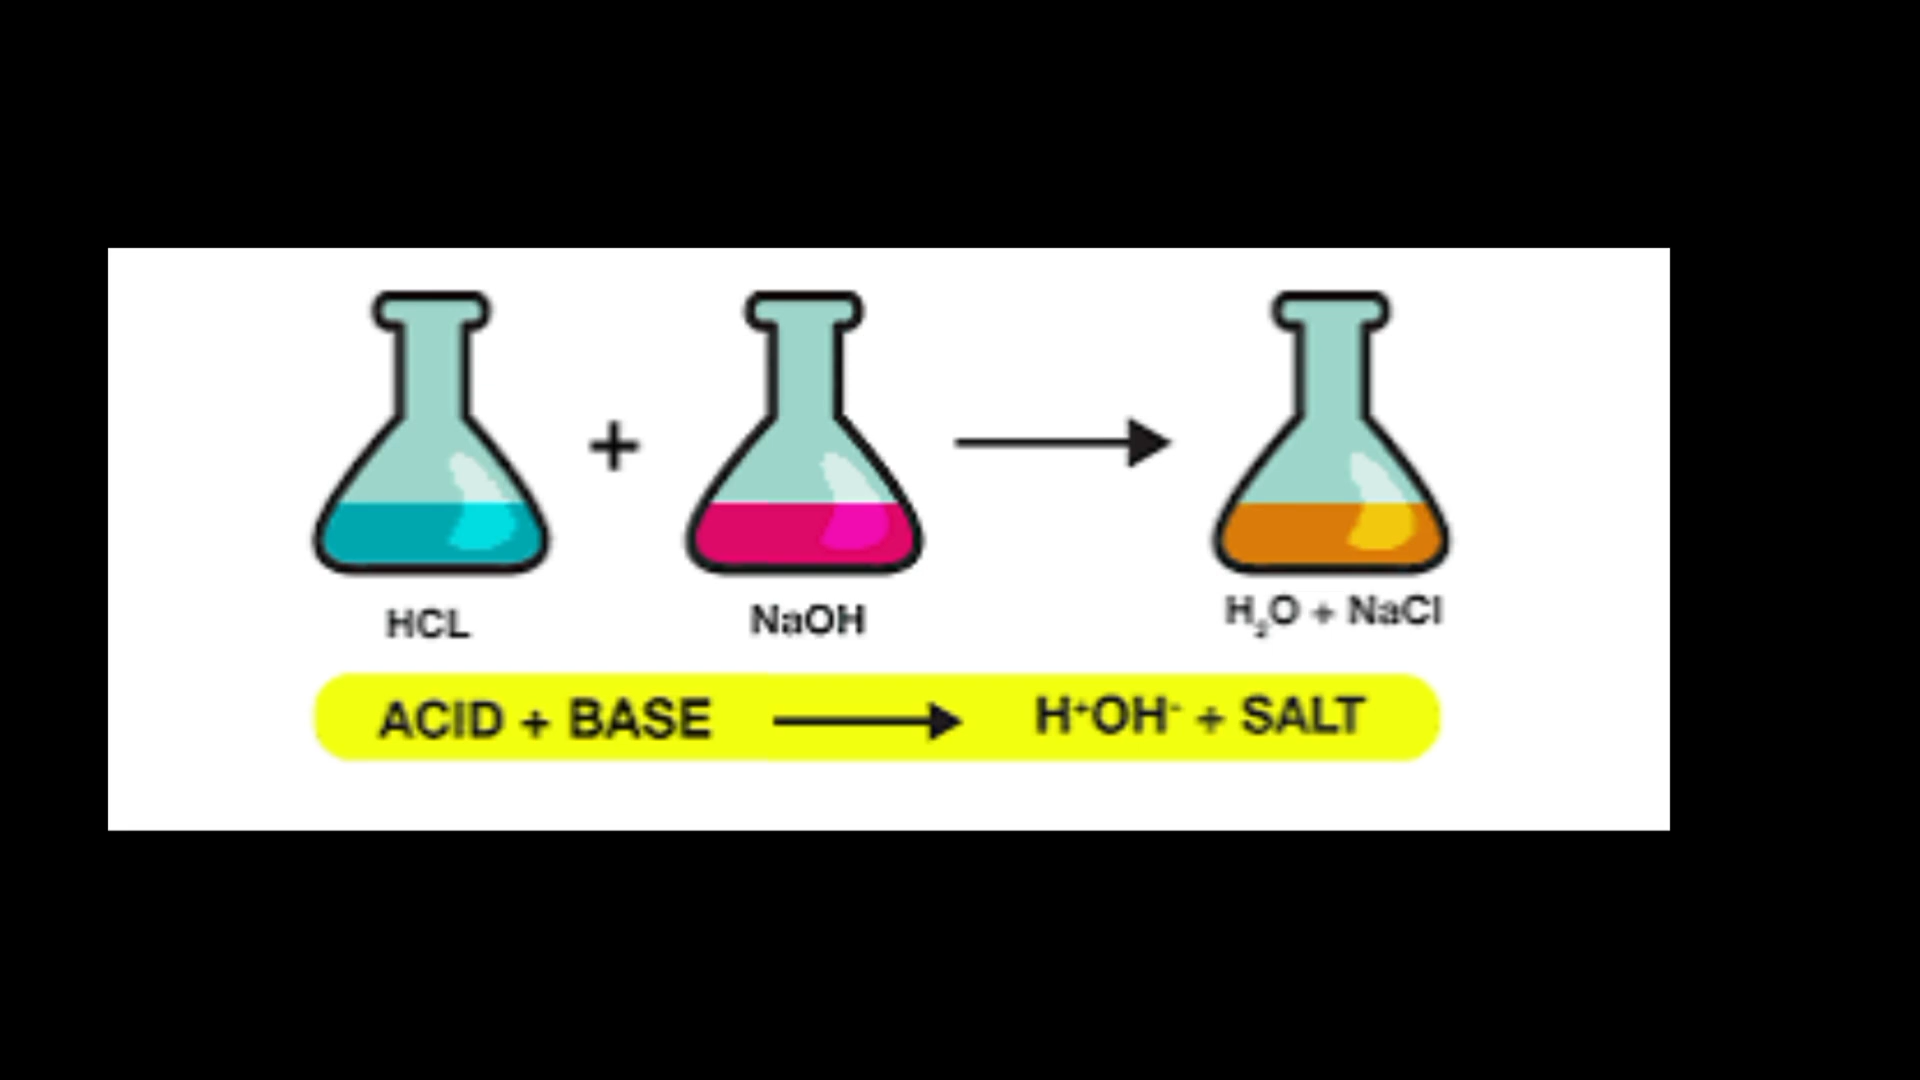 +
HCL NaOH H₂O + NaCl
ACID + BASE ⟶ H⁺OH⁻ + SALT